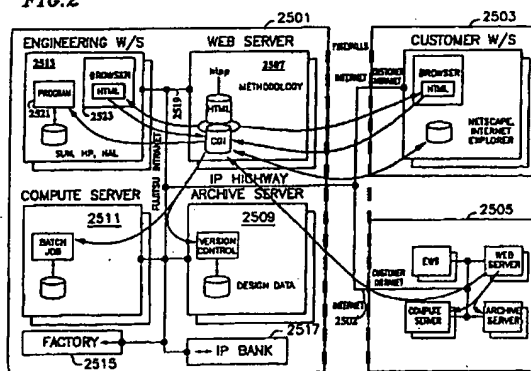 FIG.2
2501
2503
ENGINEERING W/S
WEB SERVER
CUSTOMER W/S
2513
PROGRAM
2521
BROWSER
HTML
2523
SUN, HP, HAL
2519
2507
METHODOLOGY
HTML
CGI
IP HIGHWAY
FUJITSU INTRANET
FIREWALLS
INTERNET
CUSTOMER INTRANET
BROWSER
HTML
NETSCAPE,
INTERNET
EXPLORER
COMPUTE SERVER
ARCHIVE SERVER
2511
BATCH
JOB
2509
VERSION
CONTROL
DESIGN DATA
2505
EWS
WEB
SERVER
CUSTOMER
INTERNET
2502
COMPUTE
SERVER
ARCHIVE
SERVER
FACTORY
2515
IP BANK
2517